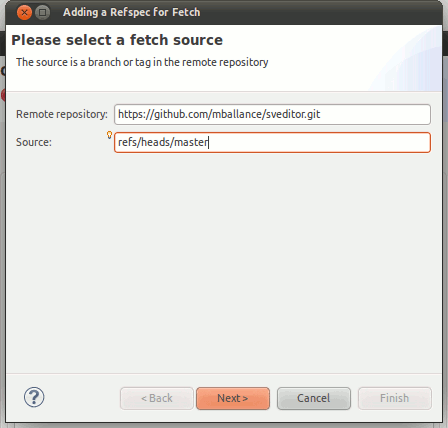 Adding a Refspec for Fetch
Please select a fetch source
The source is a branch or tag in the remote repository
Remote repository: https://github.com/mballance/sveditor.git
Source: refs/heads/master
? < Back Next > Cancel Finish